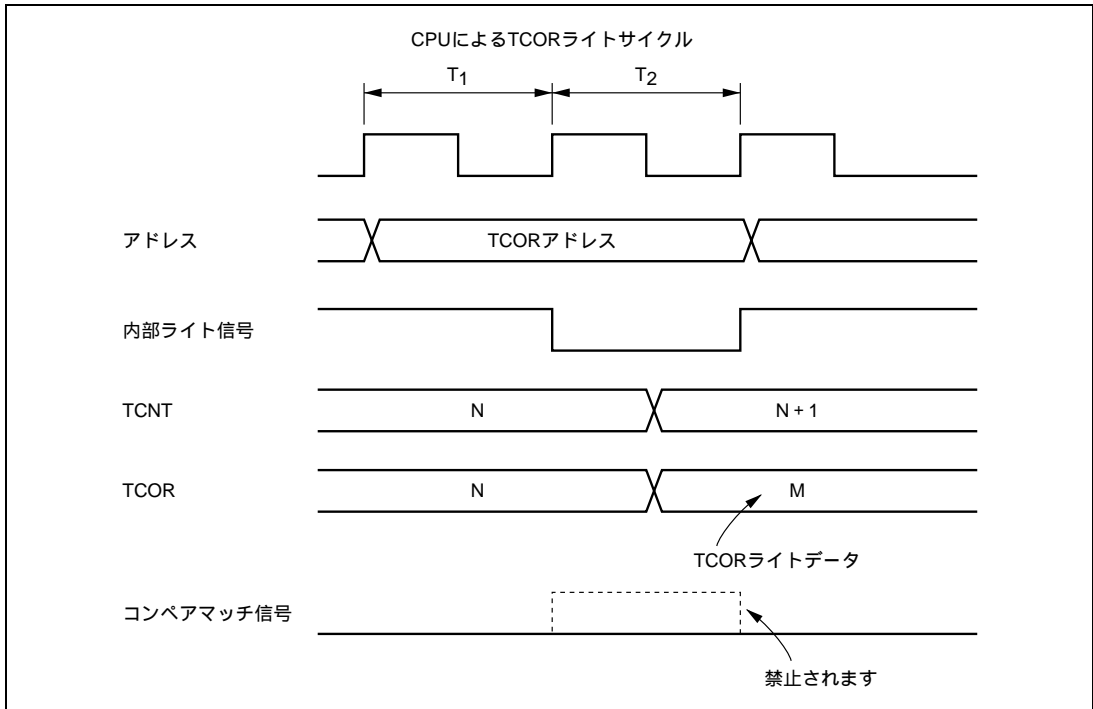 CPUによるTCORライトサイクル
T1 T2
アドレス TCORアドレス
内部ライト信号
TCNT N N + 1
TCOR N M
TCORライトデータ
コンペアマッチ信号
禁止されます